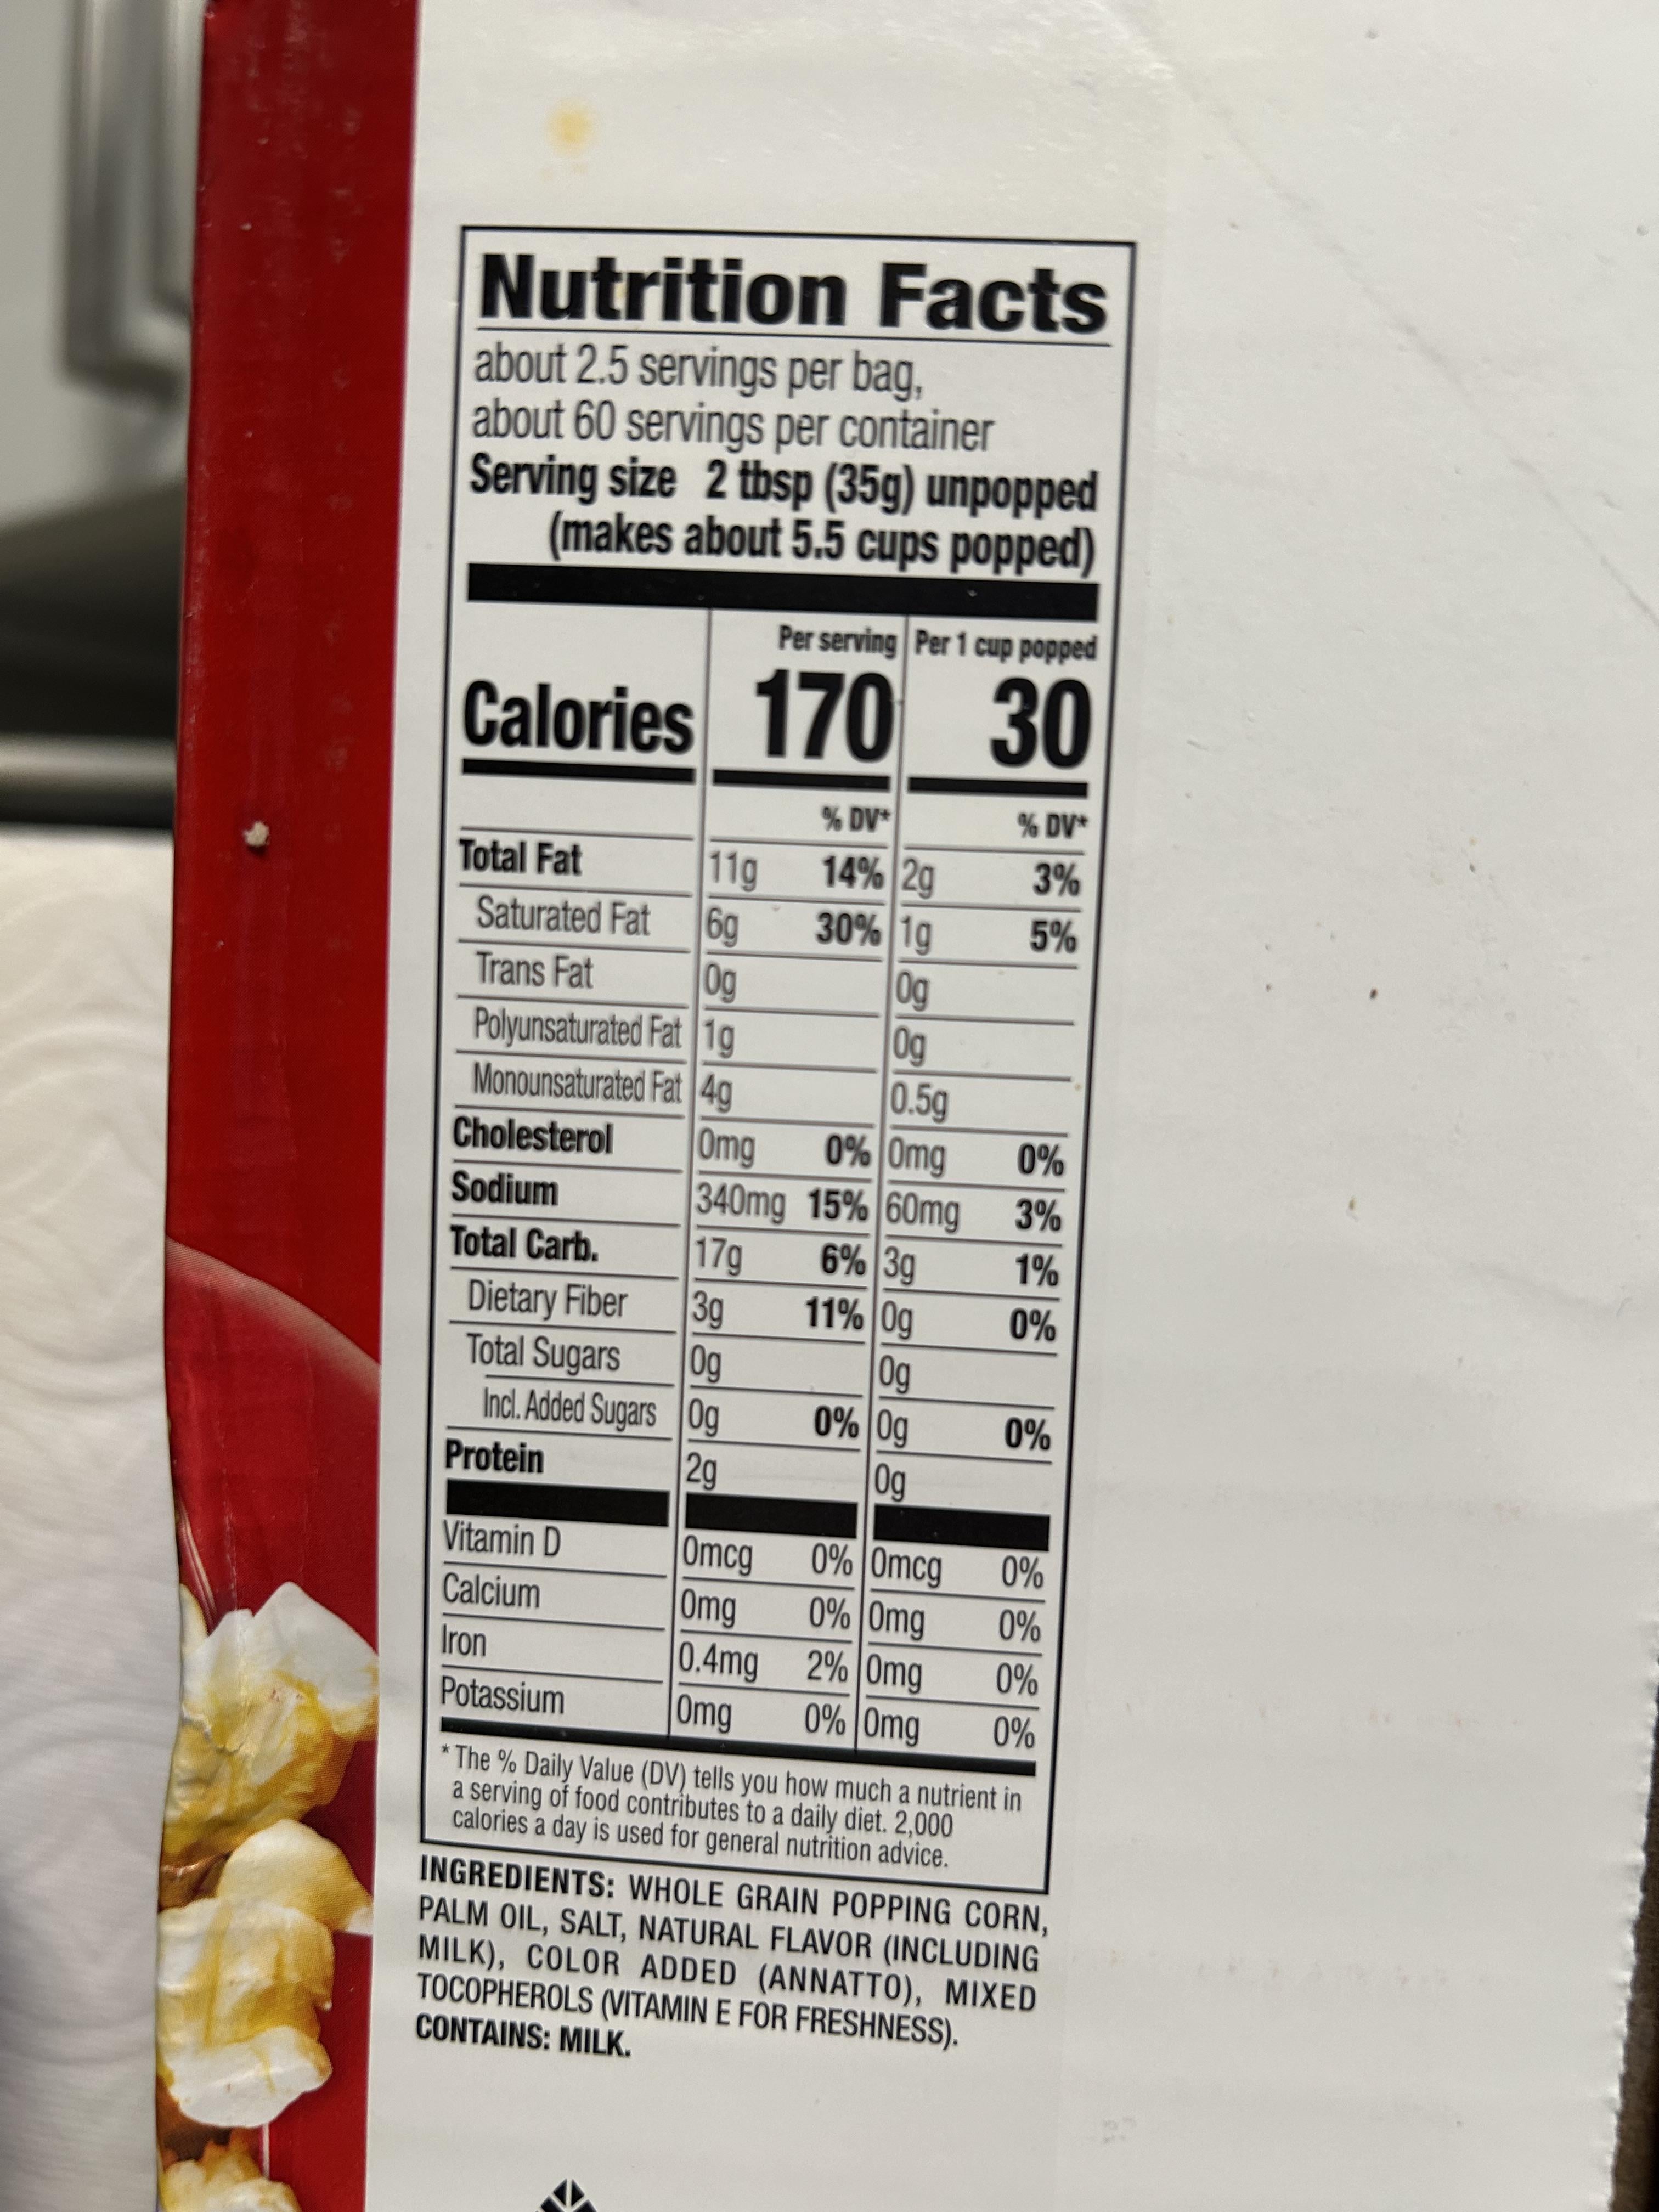 Nutrition Facts
about 2.5 servings per bag,
about 60 servings per container
Serving size 2 tbsp (35g) unpopped
(makes about 5.5 cups popped)
Per serving Per 1 cup popped
Calories 170 30
% DV* % DV*
Total Fat 11g 14% 2g 3%
Saturated Fat 6g 30% 1g 5%
Trans Fat 0g 0g
Polyunsaturated Fat 1g 0g
Monounsaturated Fat 4g 0.5g
Cholesterol 0mg 0% 0mg 0%
Sodium 340mg 15% 60mg 3%
Total Carb. 17g 6% 3g 1%
Dietary Fiber 3g 11% 0g 0%
Total Sugars 0g 0g
Incl. Added Sugars 0g 0% 0g 0%
Protein 2g 0g
Vitamin D 0mcg 0% 0mcg 0%
Calcium 0mg 0% 0mg 0%
Iron 0.4mg 2% 0mg 0%
Potassium 0mg 0% 0mg 0%
* The % Daily Value (DV) tells you how much a nutrient in
a serving of food contributes to a daily diet. 2,000
calories a day is used for general nutrition advice.
INGREDIENTS: WHOLE GRAIN POPPING CORN,
PALM OIL, SALT, NATURAL FLAVOR (INCLUDING
MILK), COLOR ADDED (ANNATTO), MIXED
TOCOPHEROLS (VITAMIN E FOR FRESHNESS).
CONTAINS: MILK.